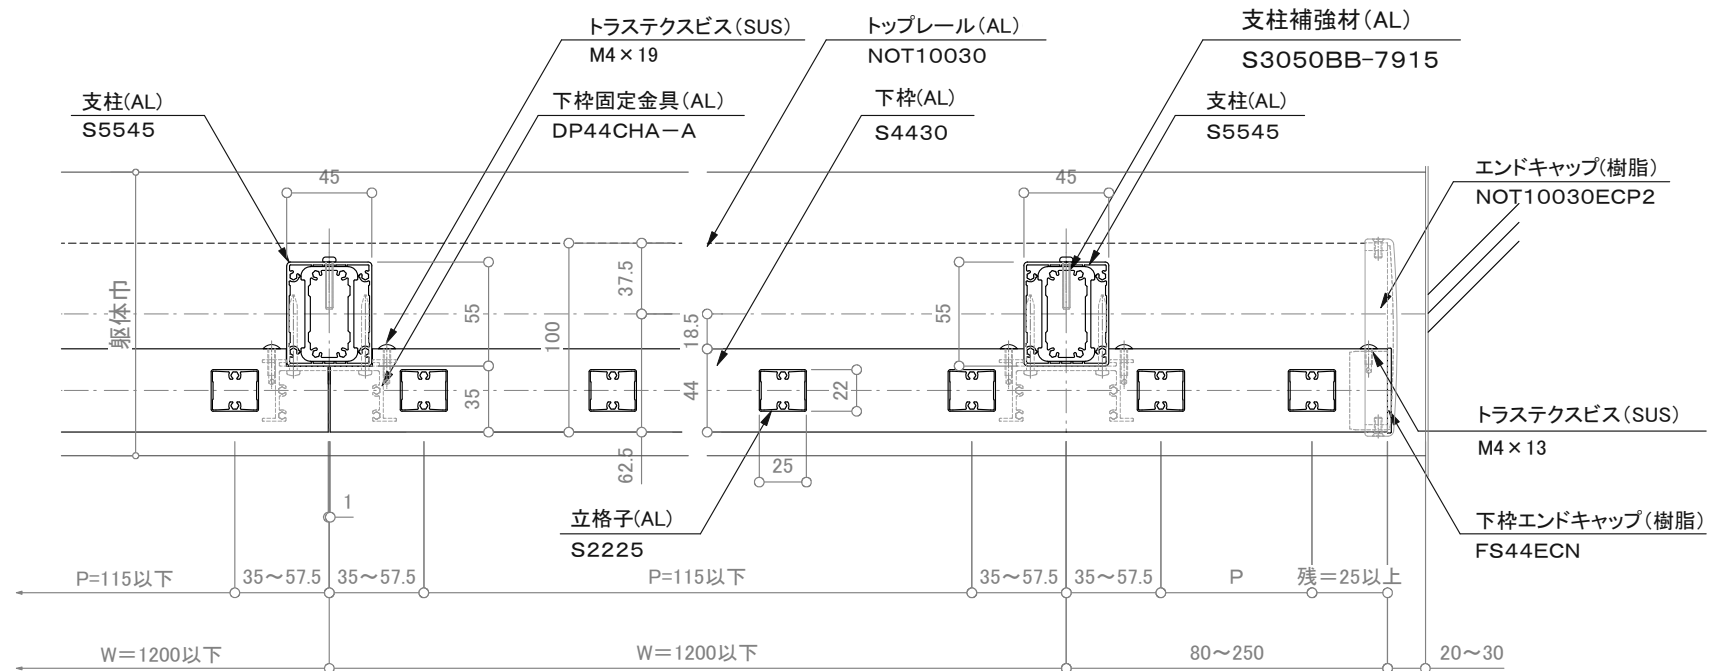 トラステクスビス(SUS)
M4×19
トップレール(AL)
NOT10030
支柱補強材(AL)
S3050BB-7915
支柱(AL)
S5545
下枠固定金具(AL)
DP44CHA-A
下枠(AL)
S4430
支柱(AL)
S5545
エンドキャップ(樹脂)
NOT10030ECP2
45
45
躯体巾
55
100
37.5
18.5
55
35
44
22
62.5
25
1
トラステクスビス(SUS)
M4×13
立格子(AL)
S2225
下枠エンドキャップ(樹脂)
FS44ECN
P=115以下
35~57.5
35~57.5
P=115以下
35~57.5
35~57.5
P
残=25以上
W=1200以下
W=1200以下
80~250
20~30